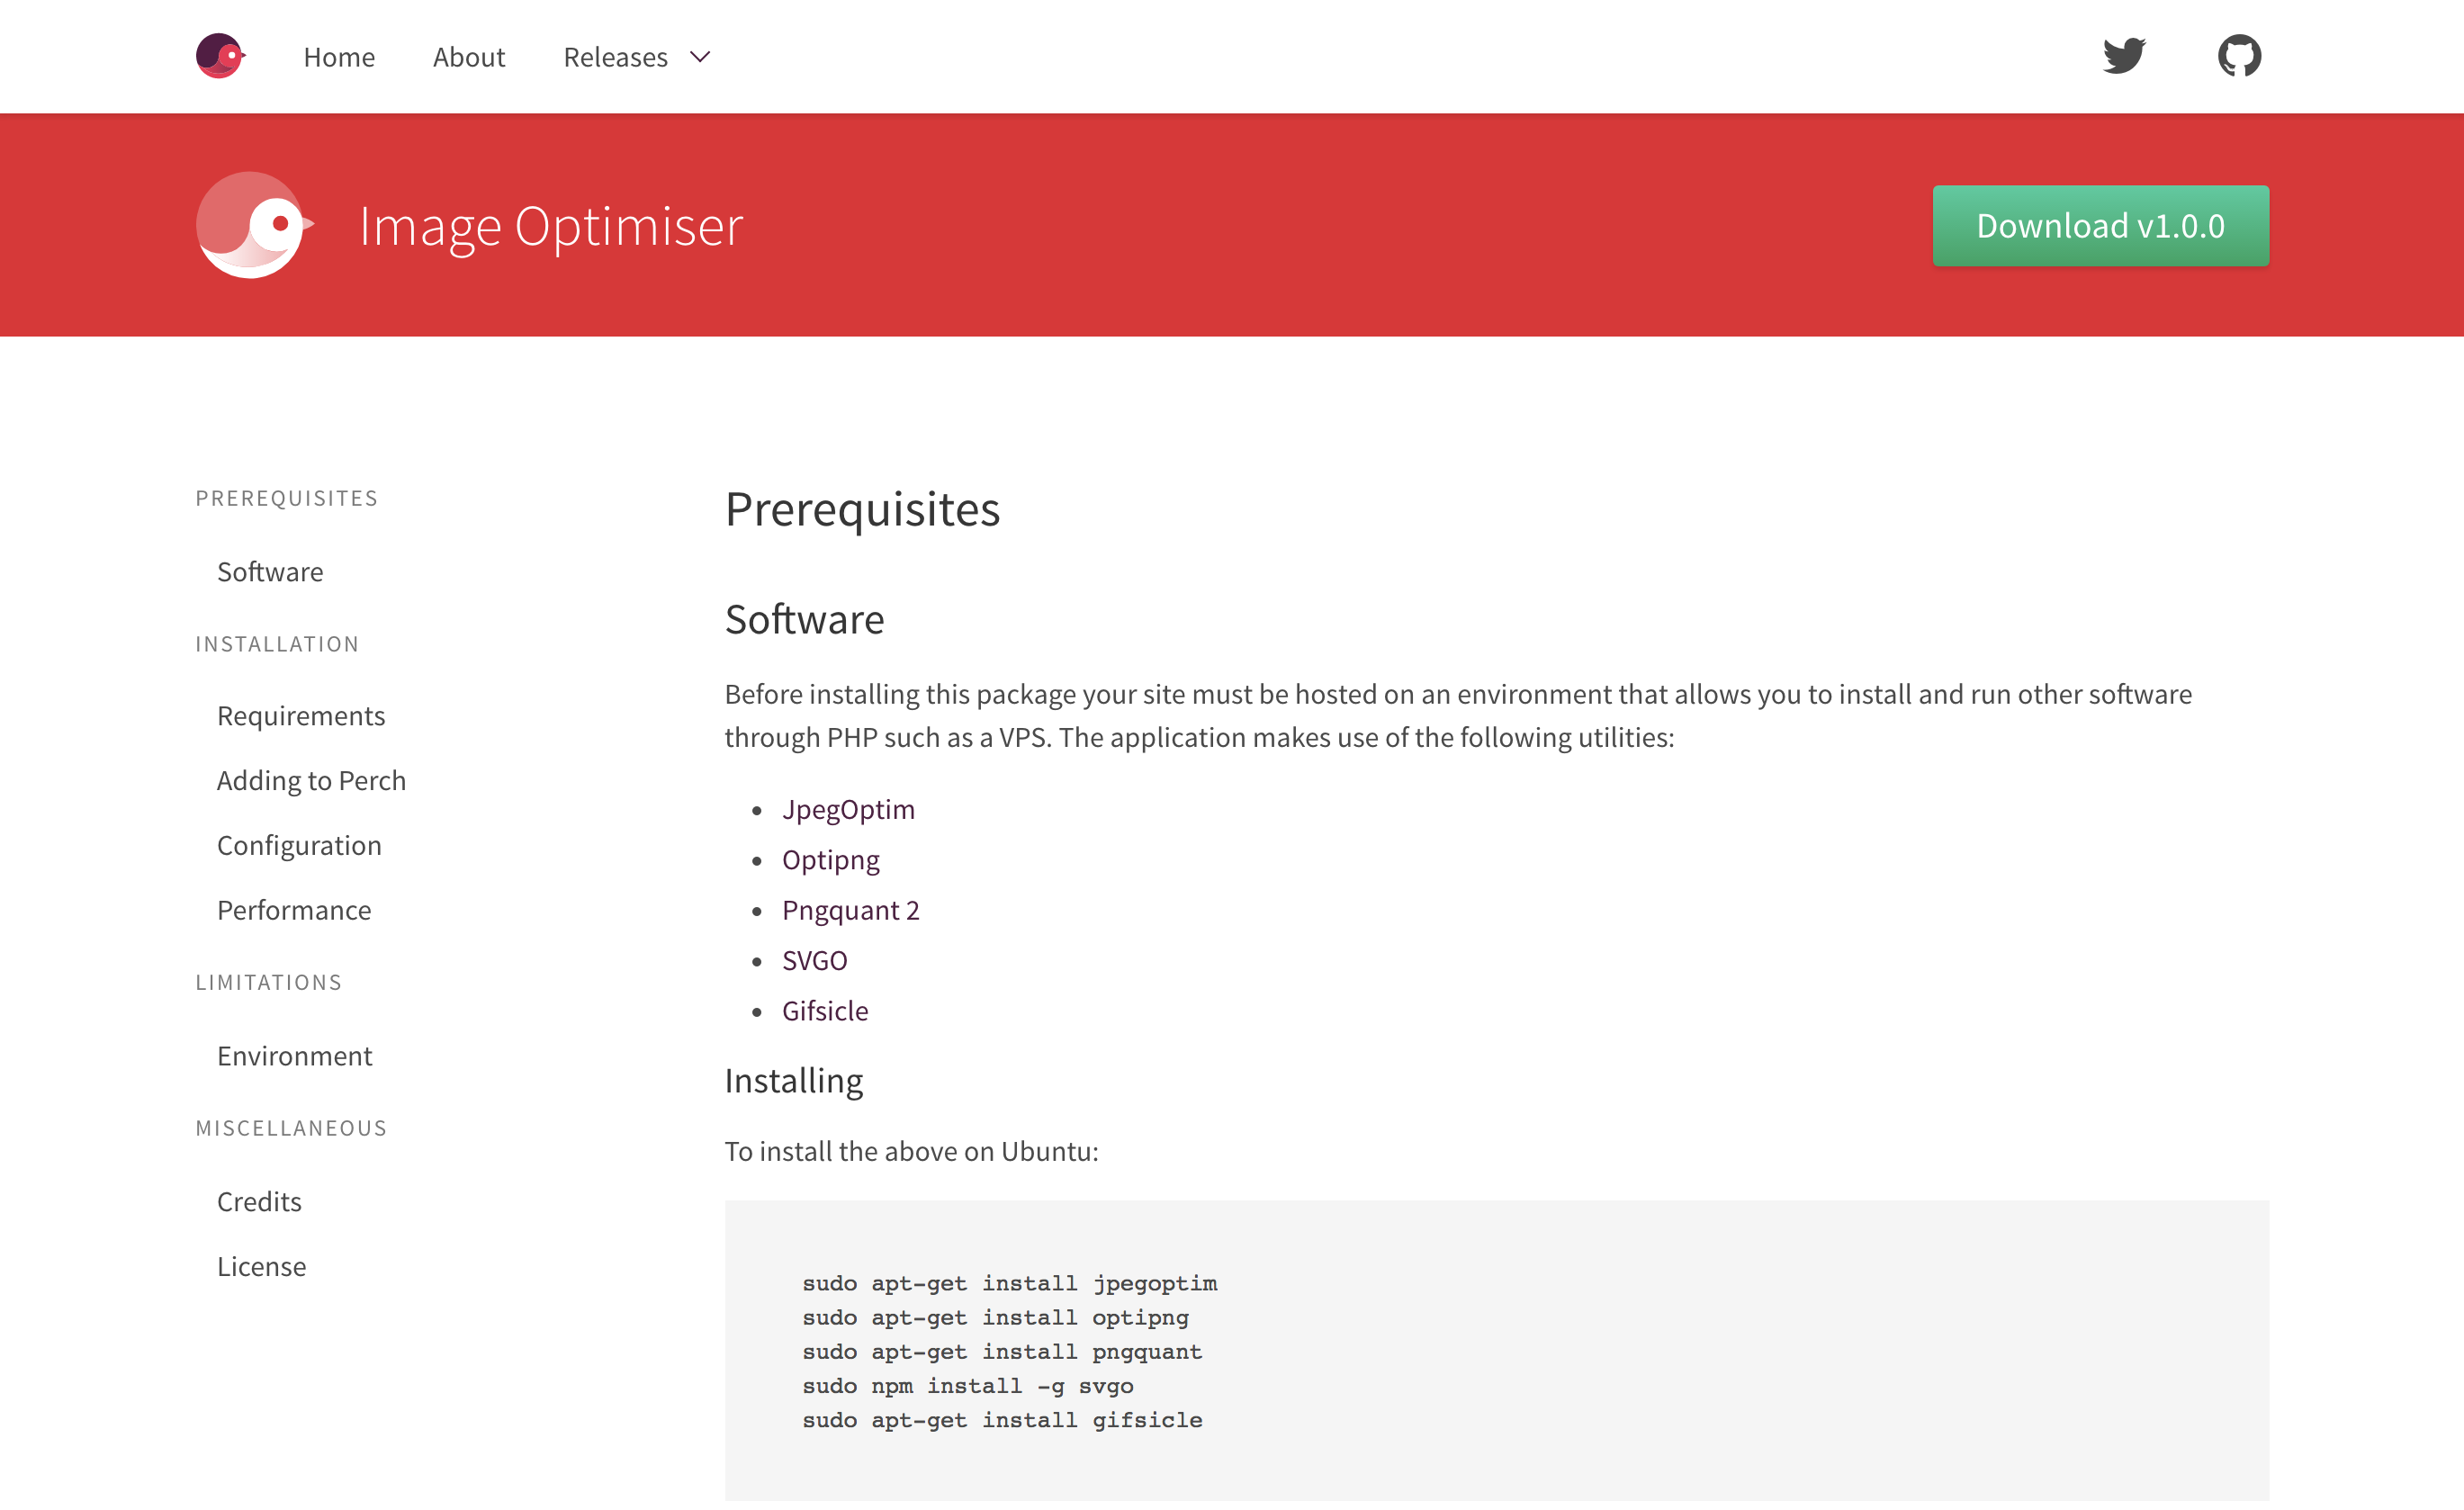 Home About Releases
Image Optimiser
Download v1.0.0
PREREQUISITES
Software
INSTALLATION
Requirements
Adding to Perch
Configuration
Performance
LIMITATIONS
Environment
MISCELLANEOUS
Credits
License
Prerequisites
Software
Before installing this package your site must be hosted on an environment that allows you to install and run other software
through PHP such as a VPS. The application makes use of the following utilities:
JpegOptim
Optipng
Pngquant 2
SVGO
Gifsicle
Installing
To install the above on Ubuntu:
sudo apt-get install jpegoptim
sudo apt-get install optipng
sudo apt-get install pngquant
sudo npm install -g svgo
sudo apt-get install gifsicle